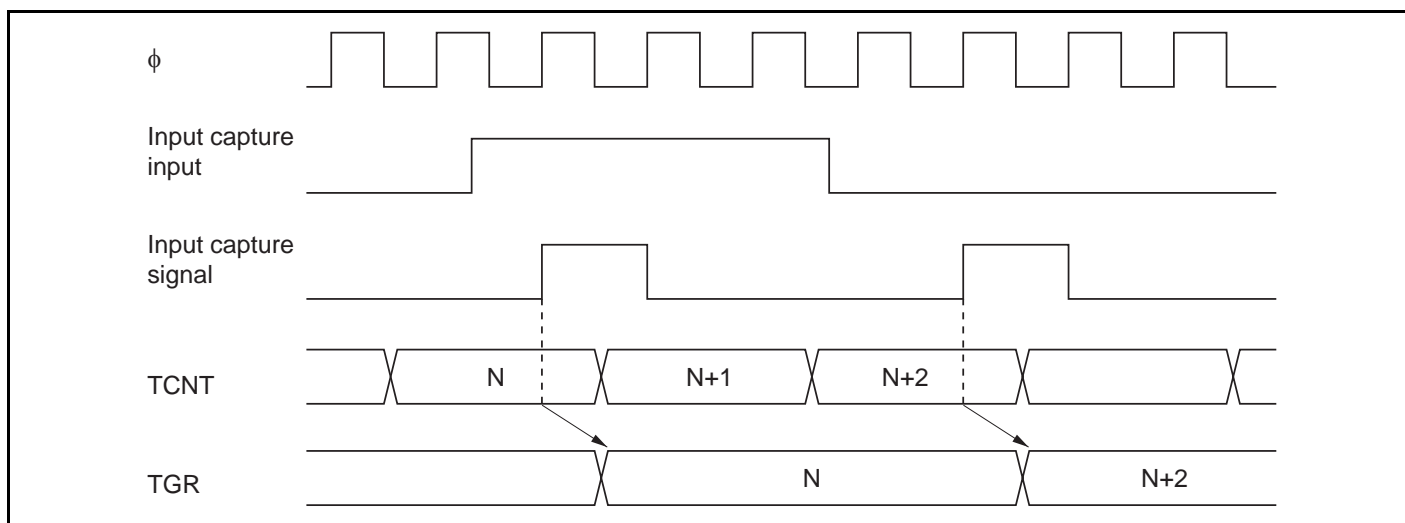 ϕ
Input capture
input
Input capture
signal
TCNT
N
N+1
N+2
TGR
N
N+2